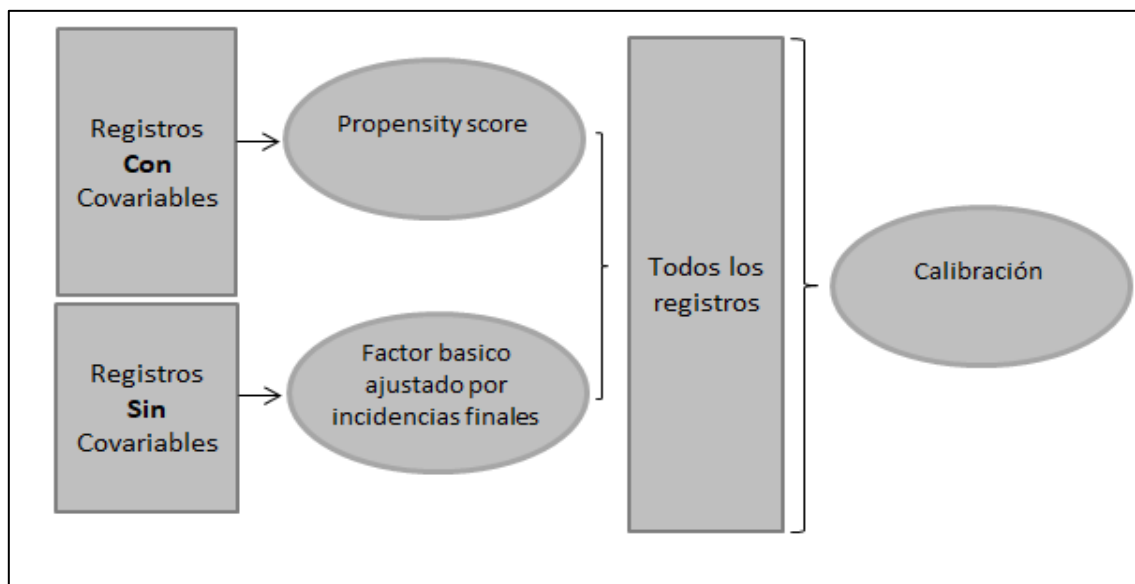 Registros
Con
Covariables
Propensity score
Registros
Sin
Covariables
Factor basico
ajustado por
incidencias finales
Todos los
registros
Calibración